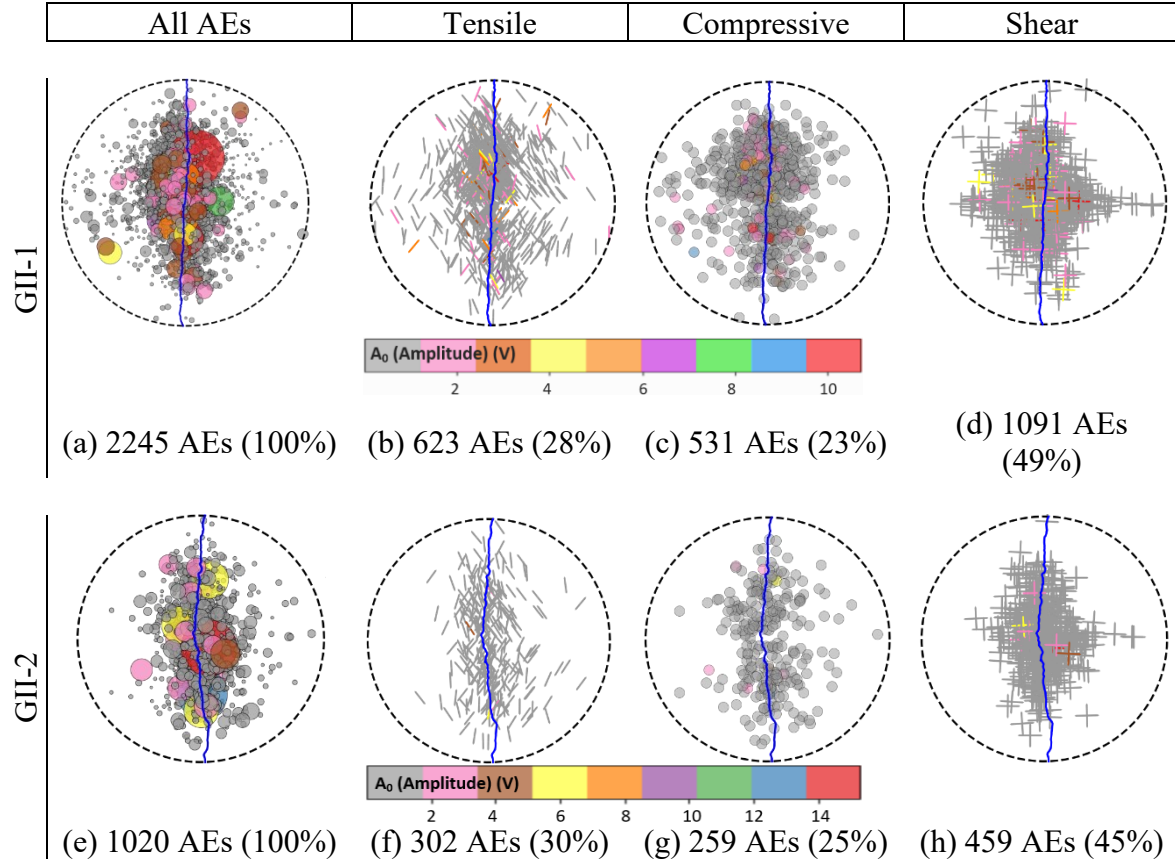 All AEs Tensile Compressive Shear
GII-1
A₀ (Amplitude) (V)
2 4 6 8 10
(a) 2245 AEs (100%) (b) 623 AEs (28%) (c) 531 AEs (23%) (d) 1091 AEs
(49%)
GII-2
A₀ (Amplitude) (V)
2 4 6 8 10 12 14
(e) 1020 AEs (100%) (f) 302 AEs (30%) (g) 259 AEs (25%) (h) 459 AEs (45%)